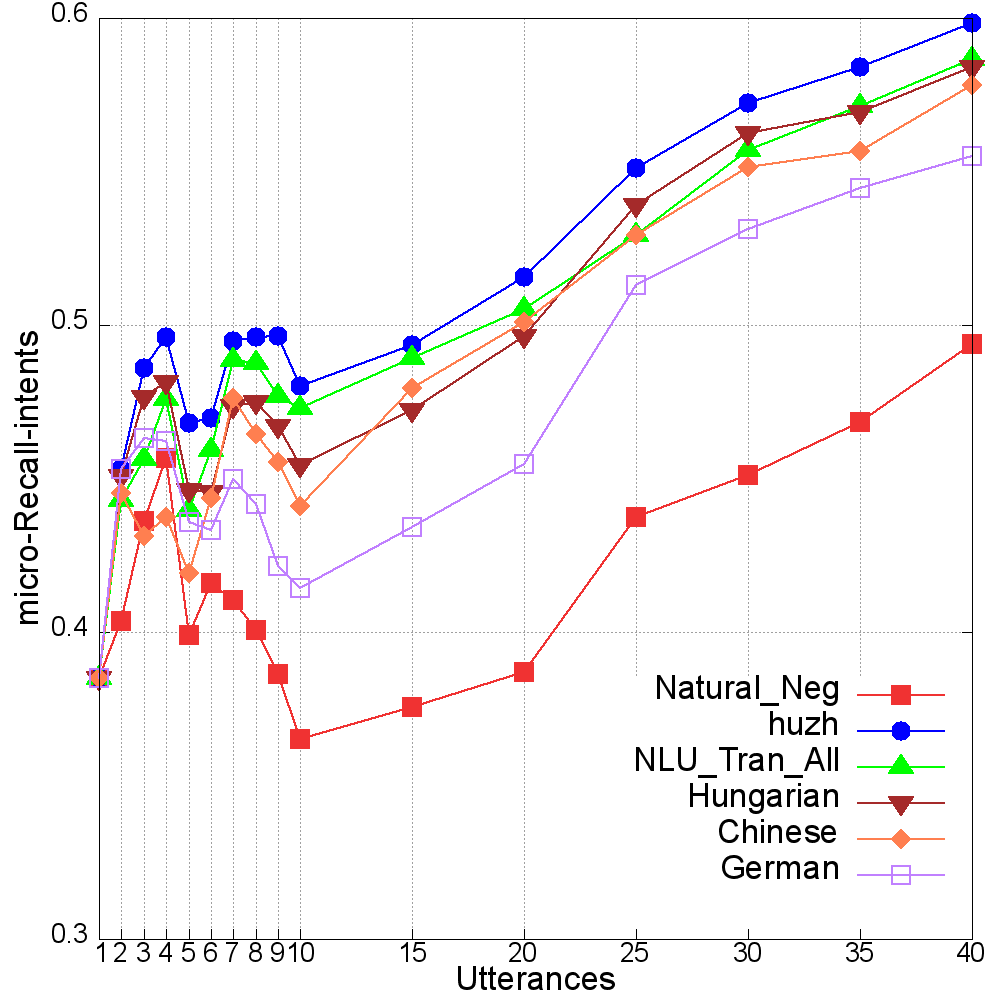 0.6
0.5
0.4
0.3
micro-Recall-intents
Natural_Neg
huzh
NLU_Tran_All
Hungarian
Chinese
German
1 2 3 4 5 6 7 8 9 10 15 20 25 30 35 40
Utterances